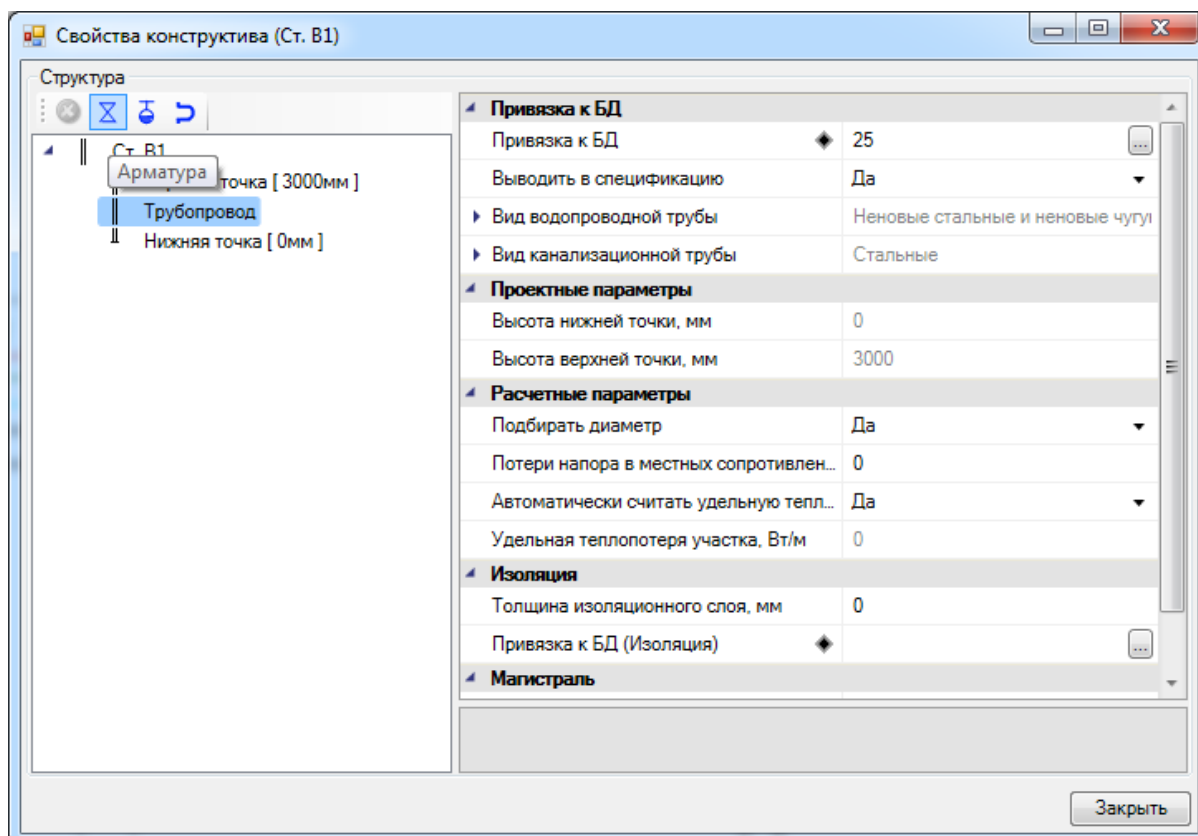 Свойства конструктива (Ст. В1)
Структура
Ст. В1
Арматура
точка [ 3000мм ]
Трубопровод
Нижняя точка [ 0мм ]
Привязка к БД
Привязка к БД 25 ...
Выводить в спецификацию Да
Вид водопроводной трубы Неновые стальные и неновые чугу
Вид канализационной трубы Стальные
Проектные параметры
Высота нижней точки, мм 0
Высота верхней точки, мм 3000
Расчетные параметры
Подбирать диаметр Да
Потери напора в местных сопротивлен... 0
Автоматически считать удельную тепл... Да
Удельная теплопотеря участка, Вт/м 0
Изоляция
Толщина изоляционного слоя, мм 0
Привязка к БД (Изоляция) ...
Магистраль
Закрыть